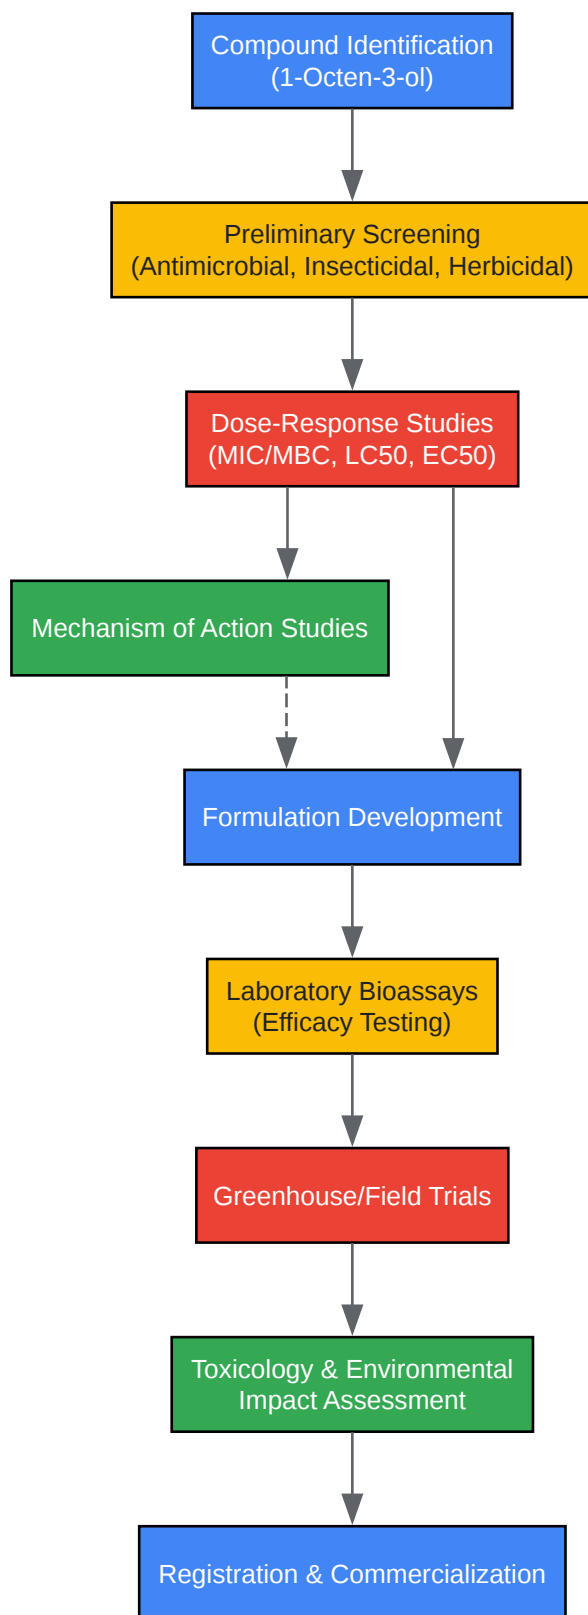 Compound Identification
(1-Octen-3-ol)
Preliminary Screening
(Antimicrobial, Insecticidal, Herbicidal)
Dose-Response Studies
(MIC/MBC, LC50, EC50)
Mechanism of Action Studies
Formulation Development
Laboratory Bioassays
(Efficacy Testing)
Greenhouse/Field Trials
Toxicology & Environmental
Impact Assessment
Registration & Commercialization